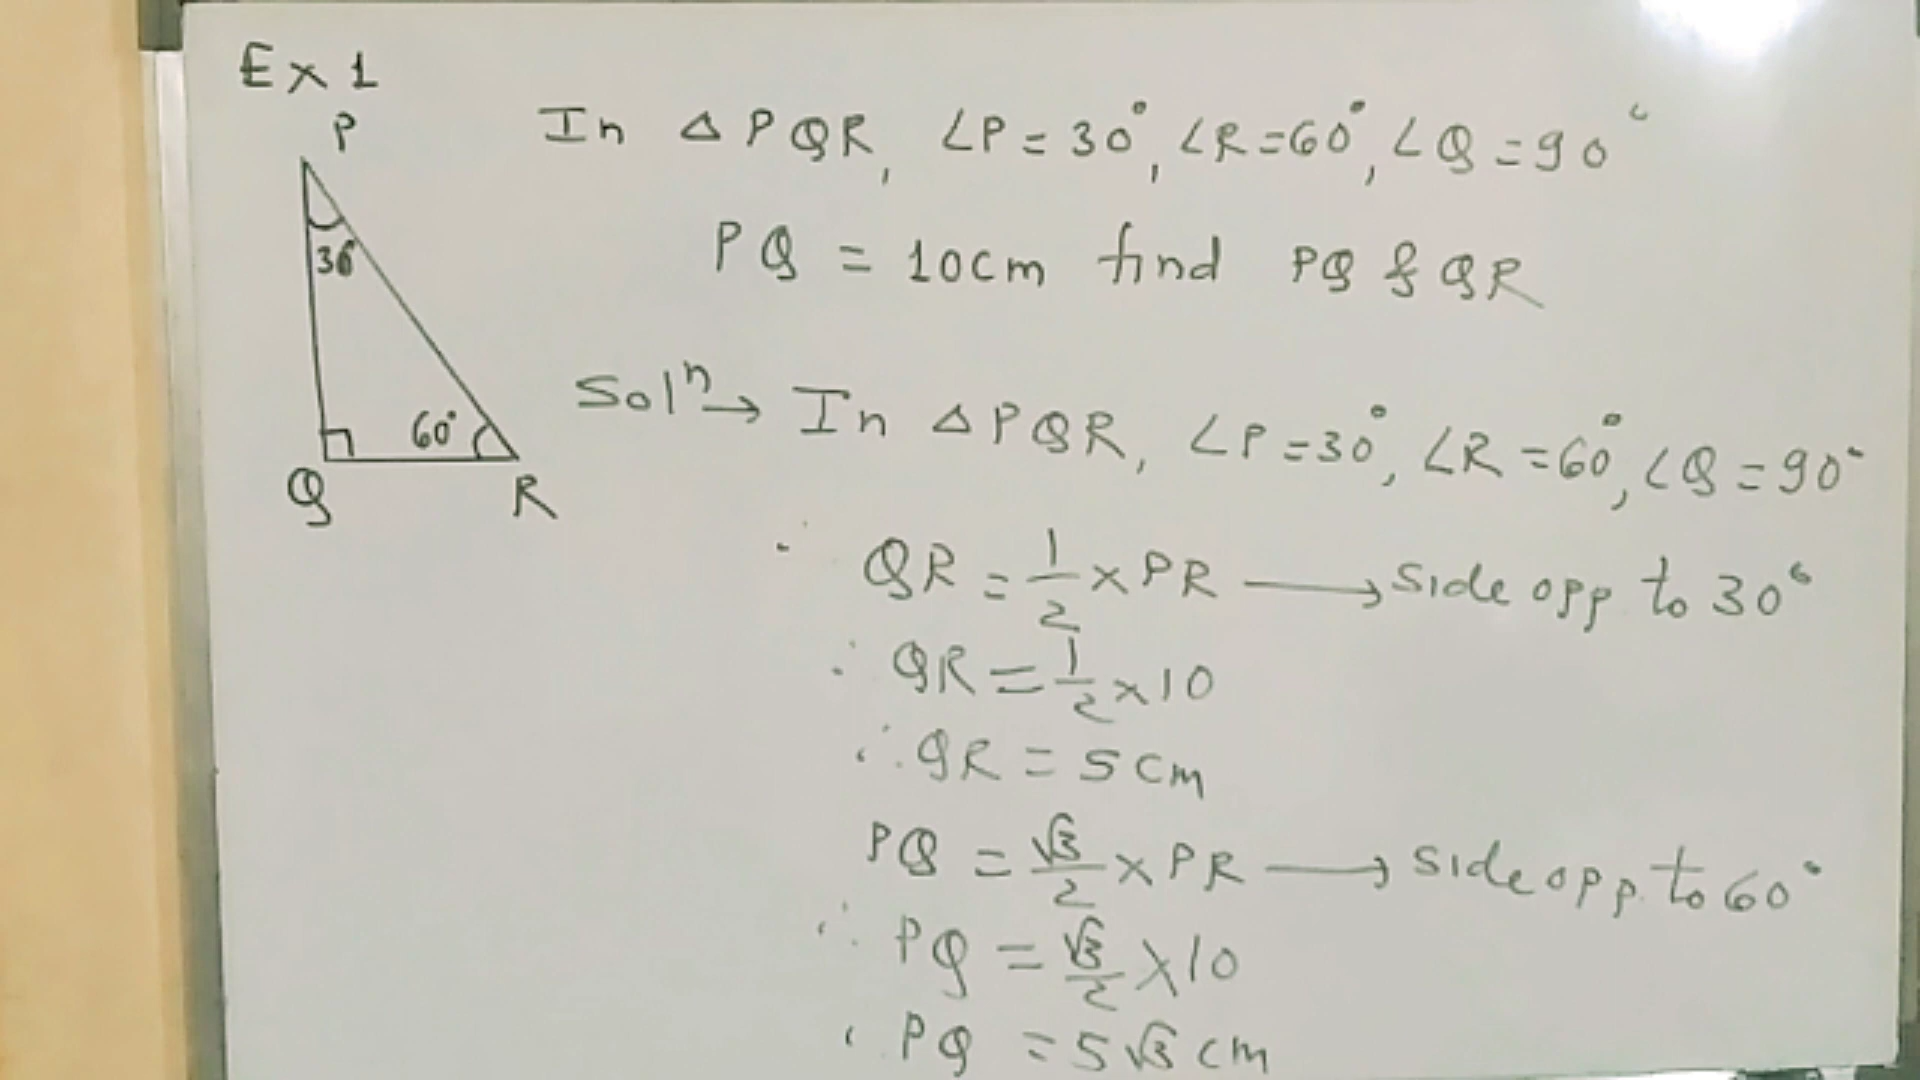 Ex 1
P
30°
60°
Q
R
In △PQR, ∠P = 30°, ∠R = 60°, ∠Q = 90°
PQ = 10cm find PQ & QR
Solⁿ→ In △PQR, ∠P = 30°, ∠R = 60°, ∠Q = 90°
∴ QR = 1/2 × PR → Side opp to 30°
∴ QR = 1/2 × 10
∴ QR = 5 cm
PQ = √3/2 × PR → Side opp. to 60°
∴ PQ = √3/2 × 10
∴ PQ = 5√3 cm